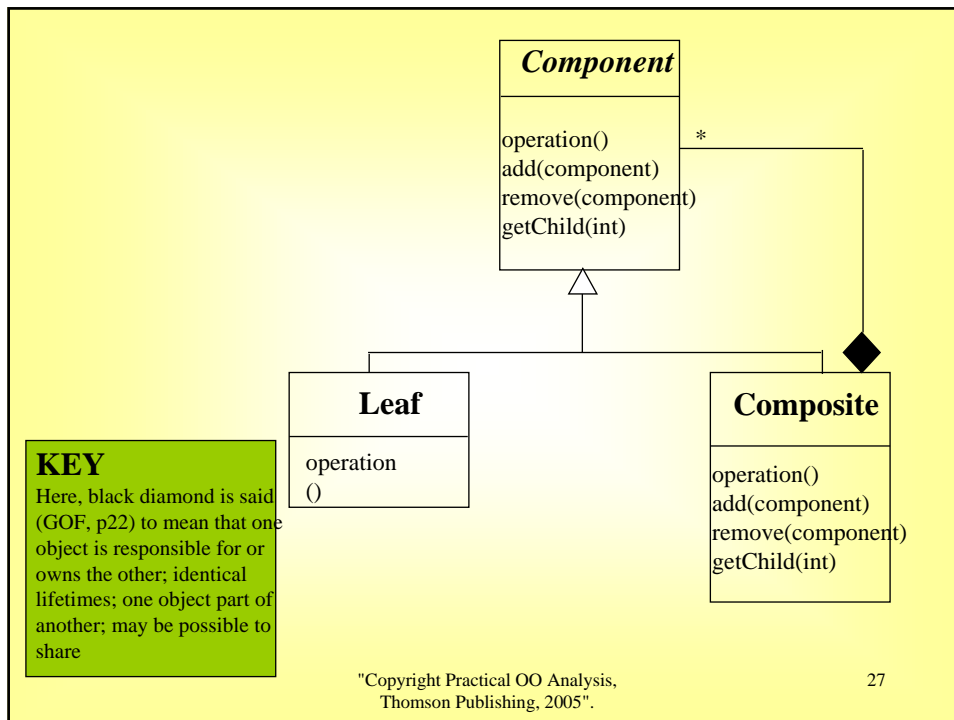 Component
operation()
add(component)
remove(component)
getChild(int)
*
Leaf
operation
()
Composite
operation()
add(component)
remove(component)
getChild(int)
KEY
Here, black diamond is said
(GOF, p22) to mean that one
object is responsible for or
owns the other; identical
lifetimes; one object part of
another; may be possible to
share
"Copyright Practical OO Analysis,
Thomson Publishing, 2005".
27